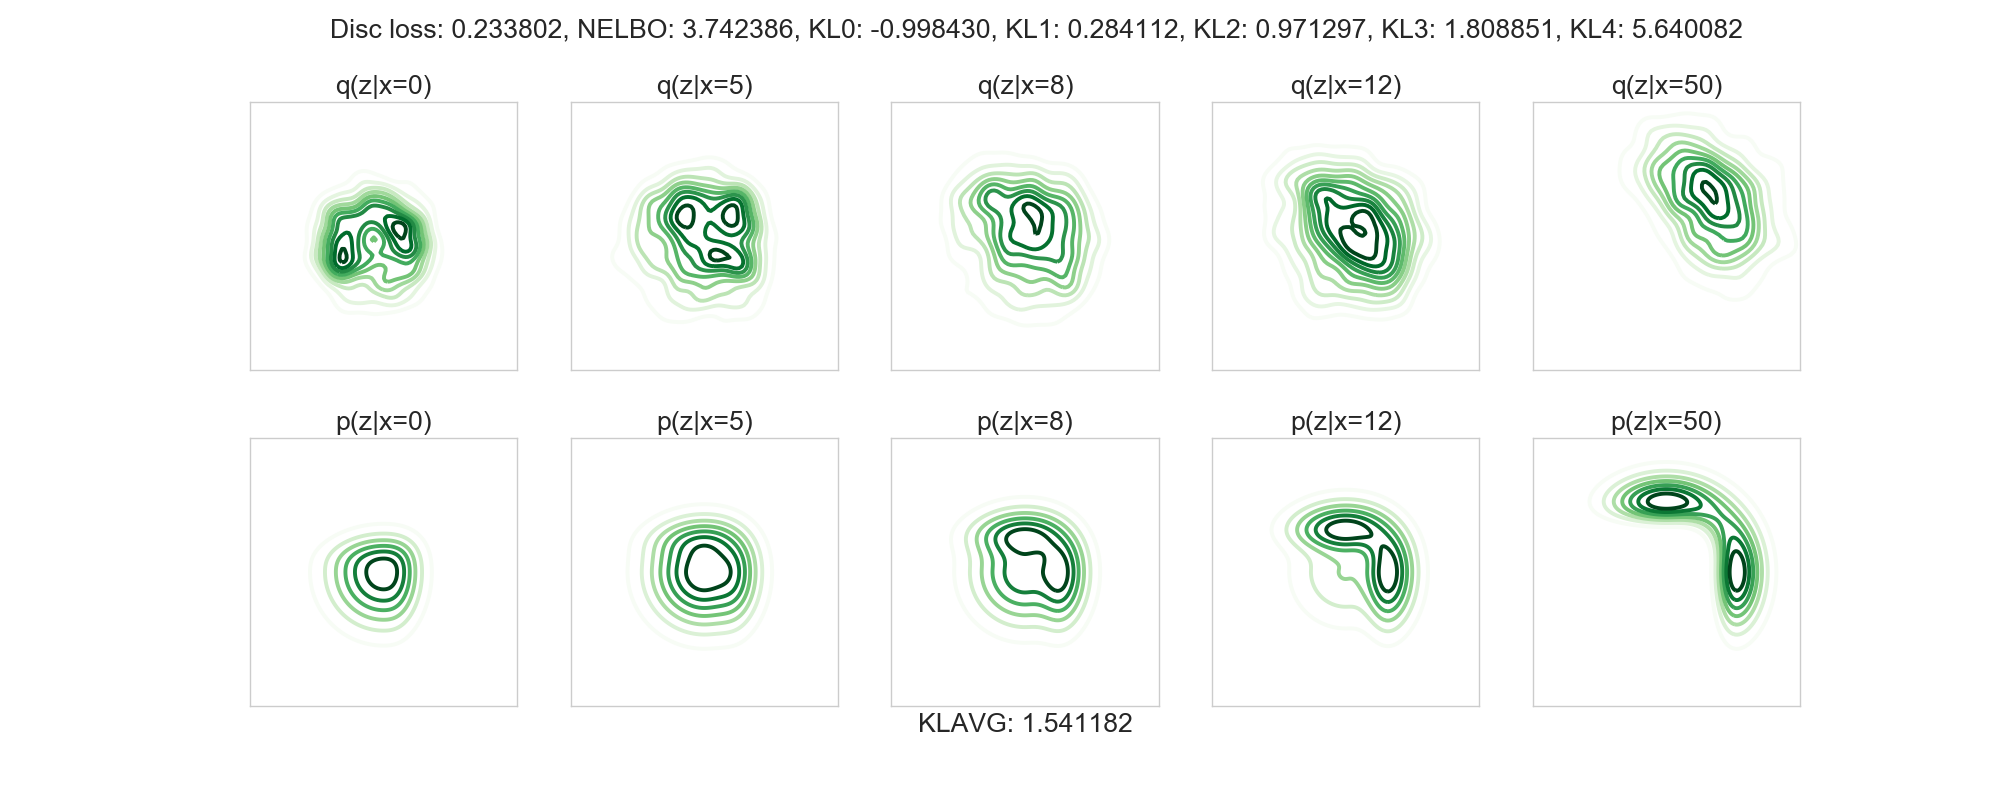 Disc loss: 0.233802, NELBO: 3.742386, KL0: -0.998430, KL1: 0.284112, KL2: 0.971297, KL3: 1.808851, KL4: 5.640082
q(z|x=0) q(z|x=5) q(z|x=8) q(z|x=12) q(z|x=50)
p(z|x=0) p(z|x=5) p(z|x=8) p(z|x=12) p(z|x=50)
KLAVG: 1.541182